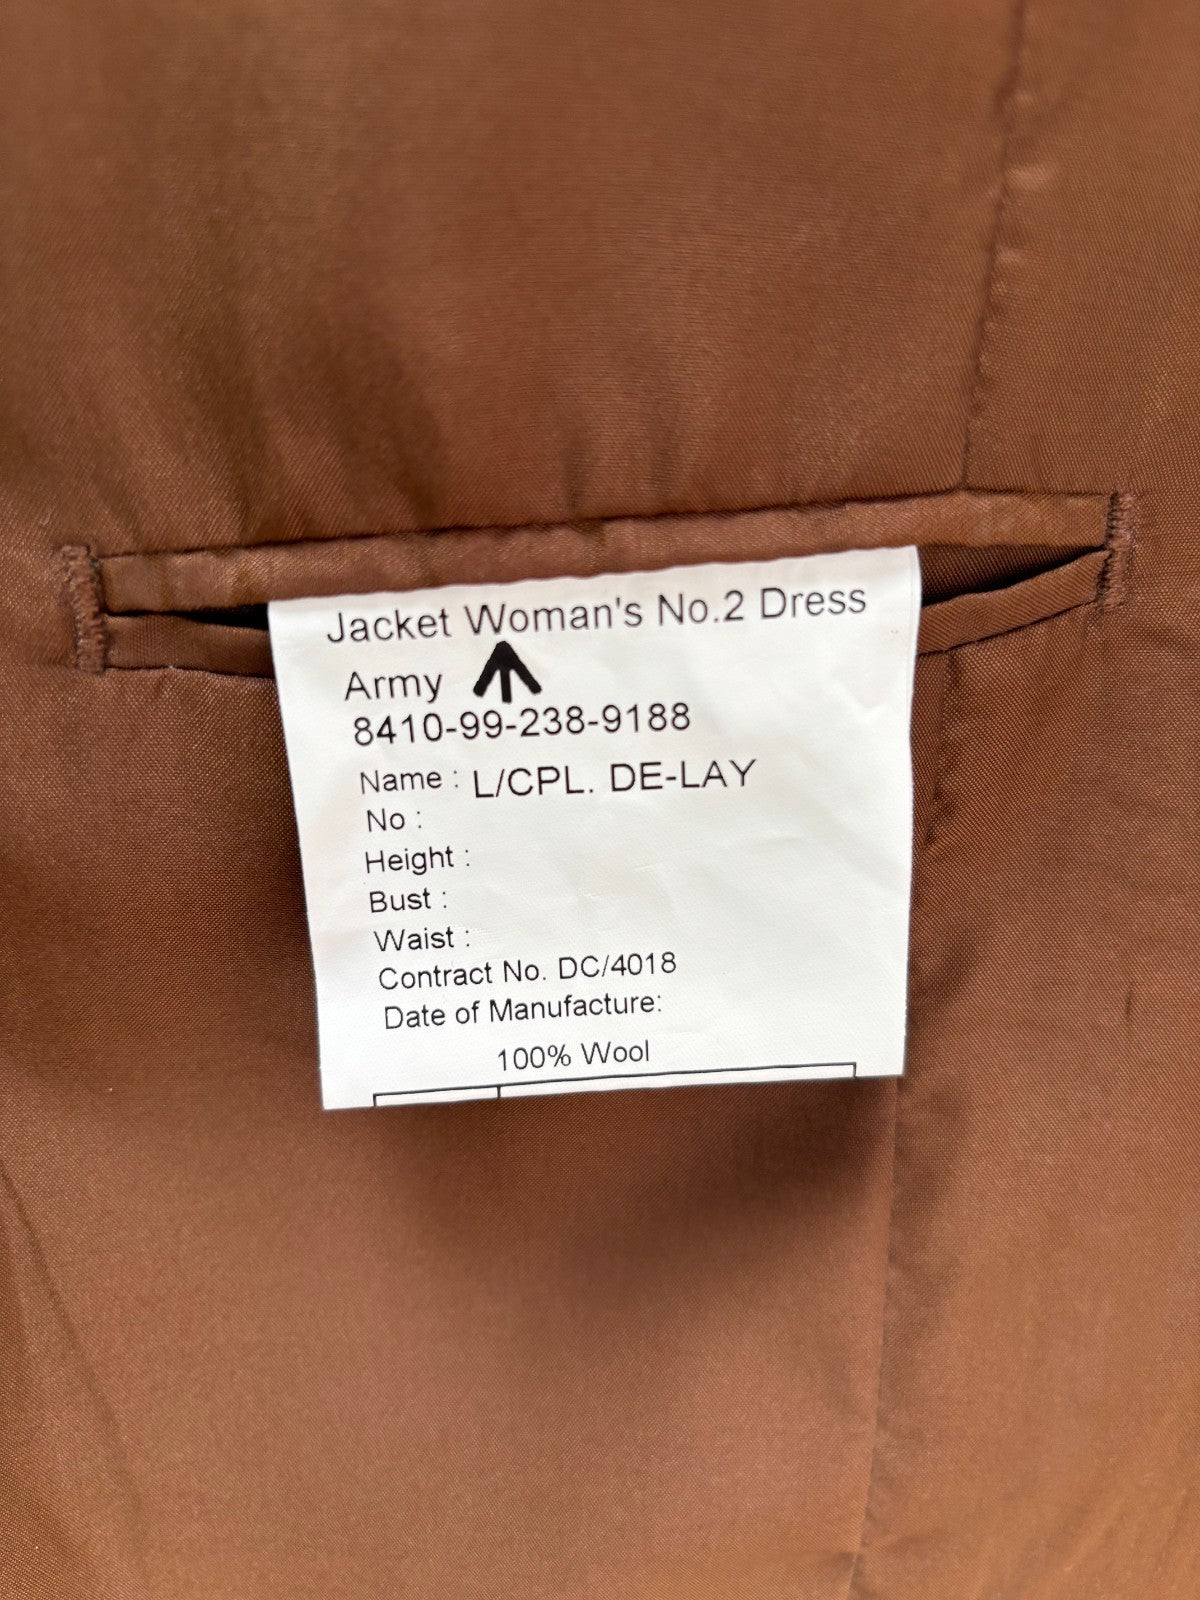 Jacket Woman's No.2 Dress
Army
8410-99-238-9188
Name : L/CPL. DE-LAY
No :
Height :
Bust :
Waist :
Contract No. DC/4018
Date of Manufacture:
100% Wool